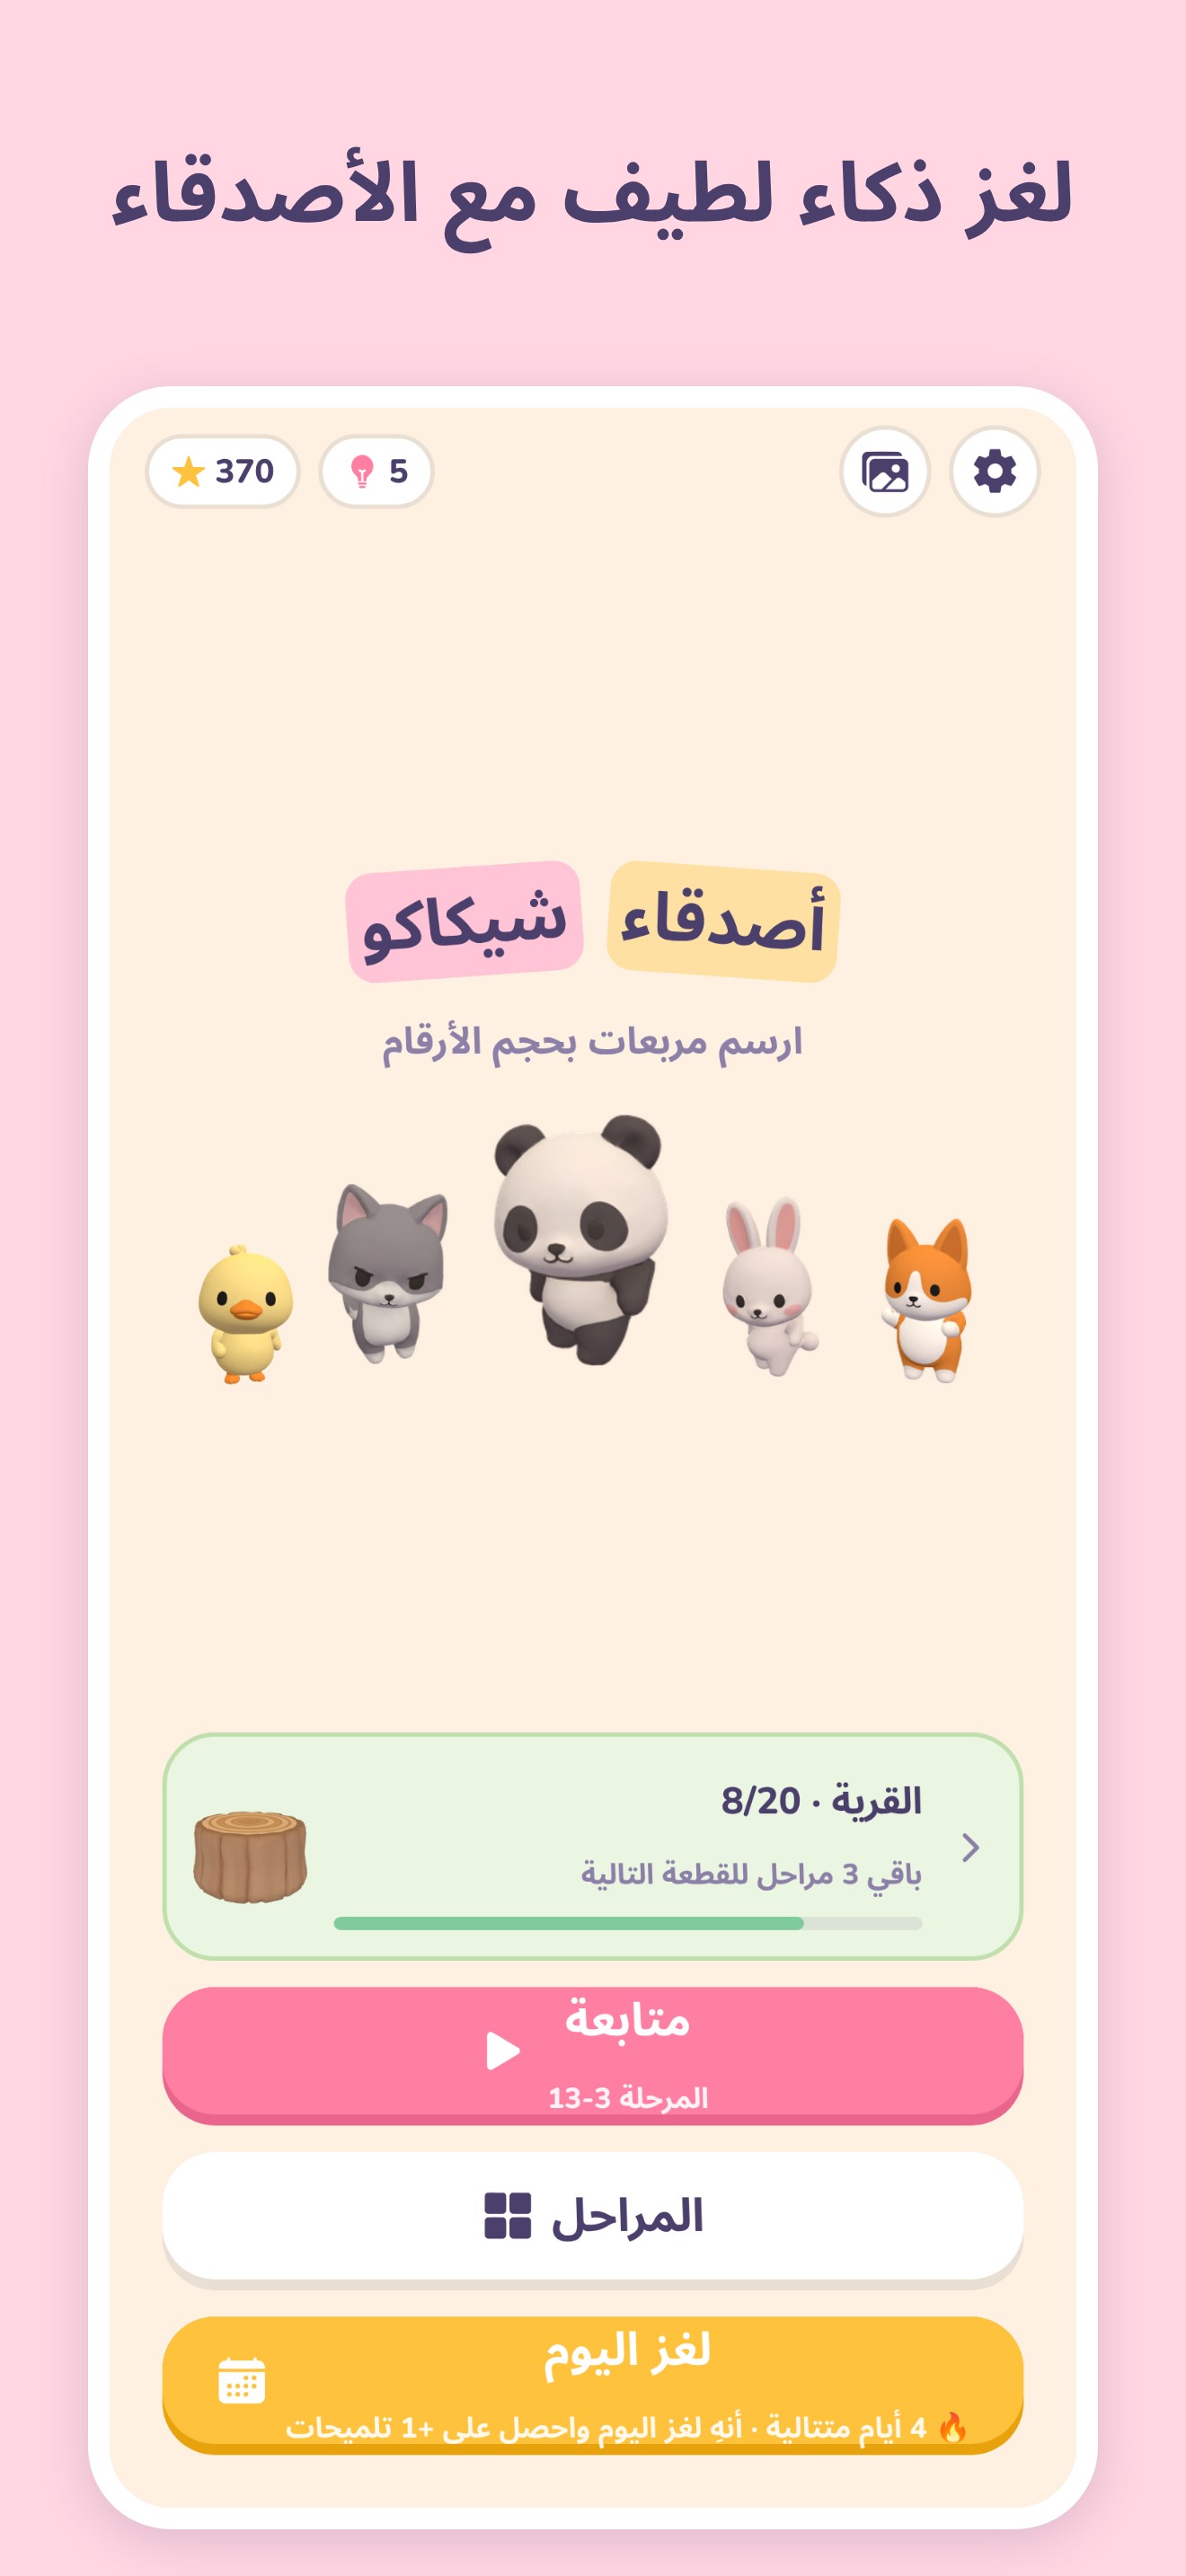 لغز ذكاء لطيف مع الأصدقاء
370
5
أصدقاء شيكاكو
ارسم مربعات بحجم الأرقام
القرية · 8/20
باقي 3 مراحل للقطعة التالية
متابعة
المرحلة 3-13
المراحل
لغز اليوم
🔥 4 أيام متتالية · أنهِ لغز اليوم واحصل على +1 تلميحات